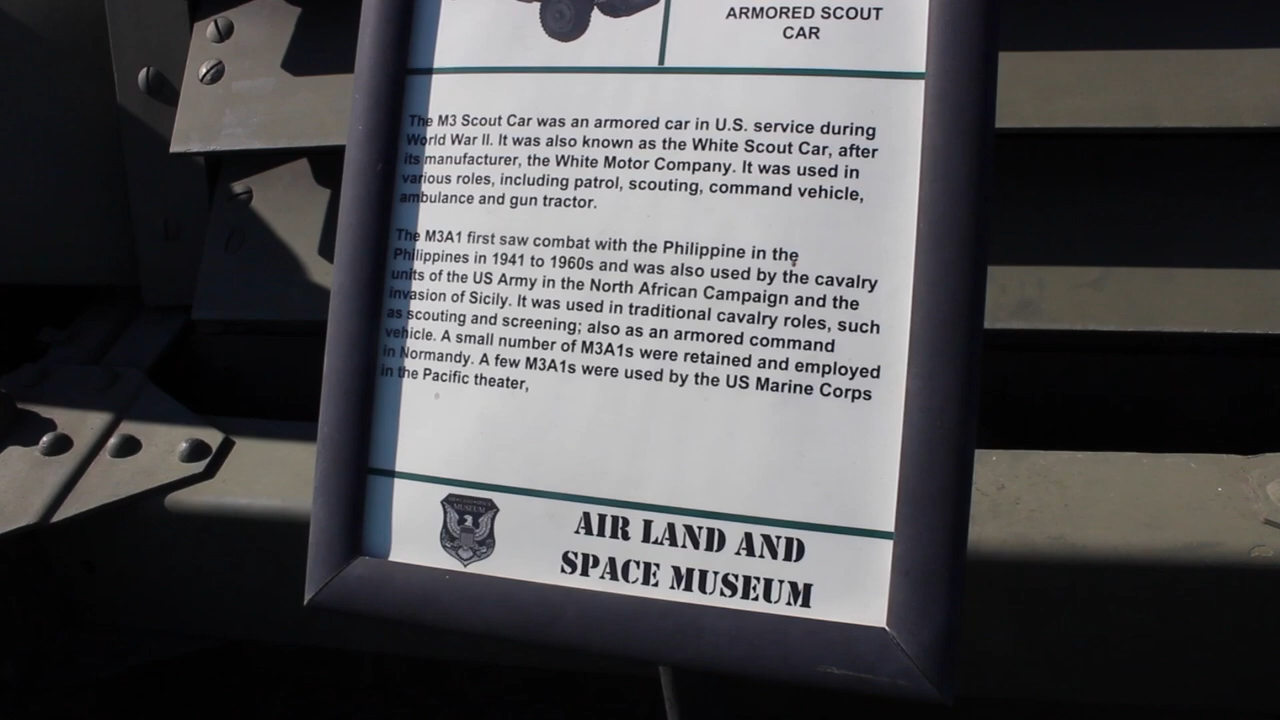 ARMORED SCOUT
CAR
The M3 Scout Car was an armored car in U.S. service during
World War II. It was also known as the White Scout Car, after
its manufacturer, the White Motor Company. It was used in
various roles, including patrol, scouting, command vehicle,
ambulance and gun tractor.
The M3A1 first saw combat with the Philippine in the
Philippines in 1941 to 1960s and was also used by the cavalry
units of the US Army in the North African Campaign and the
invasion of Sicily. It was used in traditional cavalry roles, such
as scouting and screening; also as an armored command
vehicle. A small number of M3A1s were retained and employed
in Normandy. A few M3A1s were used by the US Marine Corps
in the Pacific theater,
MUSEUM
AIR LAND AND
SPACE MUSEUM